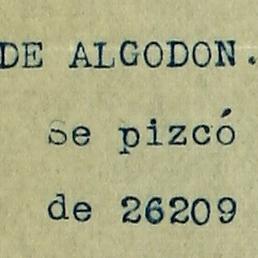 DE ALGODON.
se pizcó
de 26209